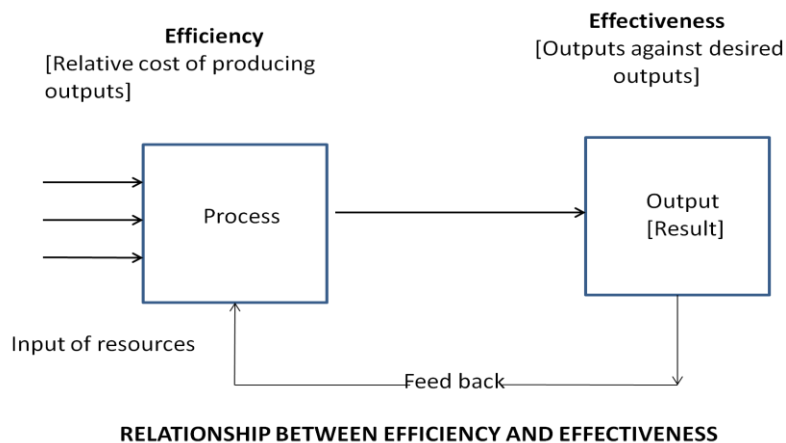 Efficiency
[Relative cost of producing
outputs]
Effectiveness
[Outputs against desired
outputs]
Process
Output
[Result]
Input of resources
Feed back
RELATIONSHIP BETWEEN EFFICIENCY AND EFFECTIVENESS